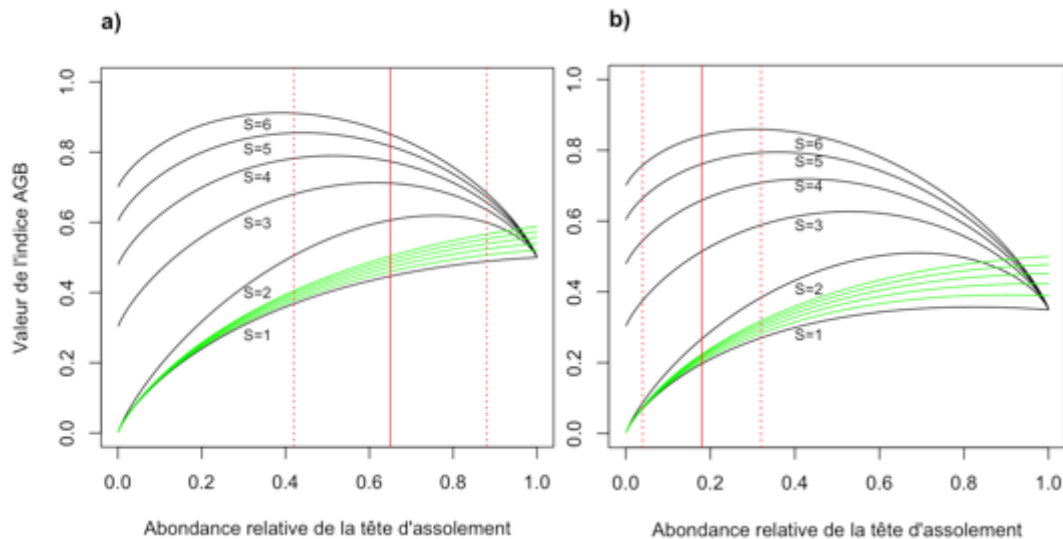 a)
Valeur de l'indice AGB
1.0
0.8
0.6
0.4
0.2
0.0
S=6
S=5
S=4
S=3
S=2
S=1
0.0 0.2 0.4 0.6 0.8 1.0
Abondance relative de la tête d'assolement
b)
1.0
0.8
0.6
0.4
0.2
0.0
S=6
S=5
S=4
S=3
S=2
S=1
0.0 0.2 0.4 0.6 0.8 1.0
Abondance relative de la tête d'assolement